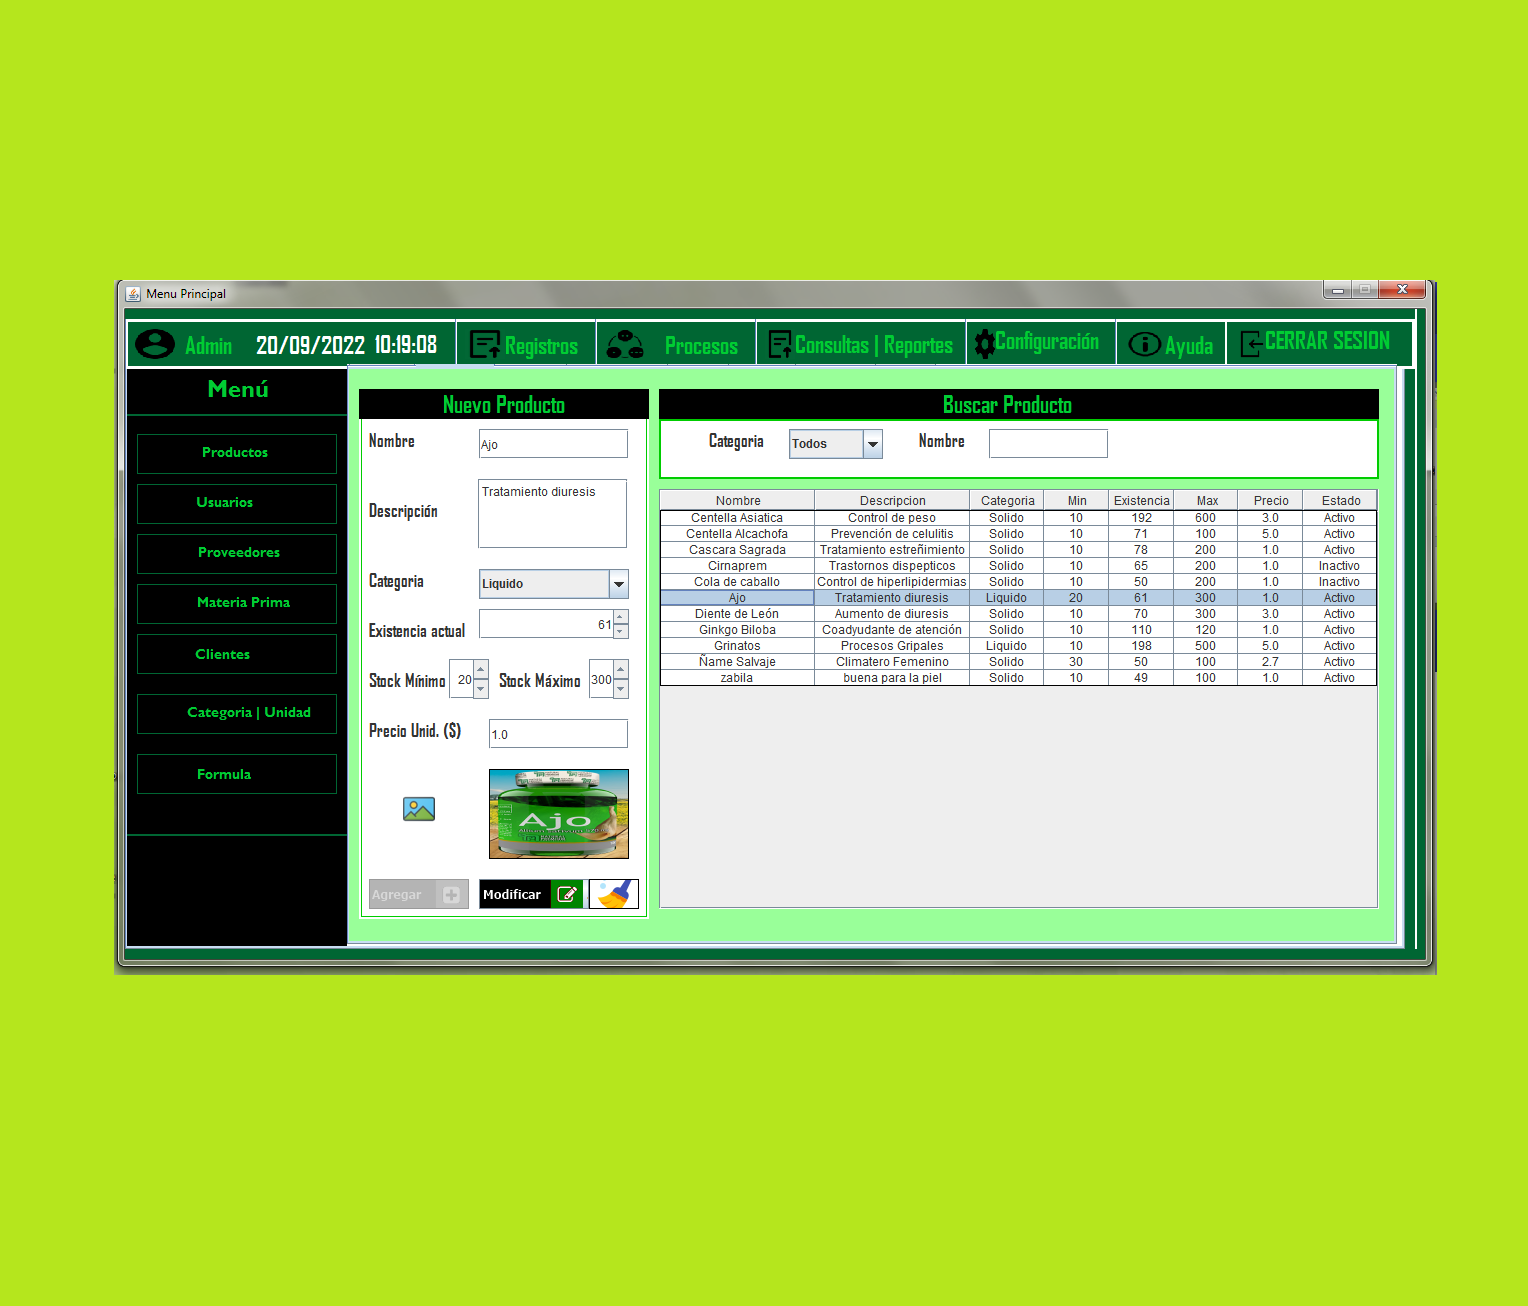 Menu Principal
Admin 20/09/2022 10:19:08 Registros Procesos Consultas | Reportes Configuración Ayuda CERRAR SESION
Menú
Productos
Usuarios
Proveedores
Materia Prima
Clientes
Categoria | Unidad
Formula
Nuevo Producto
Nombre Ajo
Descripción Tratamiento diuresis
Categoria Liquido
Existencia actual 61
Stock Mínimo 20 Stock Máximo 300
Precio Unid. ($) 1.0
Ajo
Agregar Modificar
Buscar Producto
Categoria Todos Nombre
Nombre Descripcion Categoria Min Existencia Max Precio Estado
Centella Asiatica Control de peso Solido 10 192 600 3.0 Activo
Centella Alcachofa Prevención de celulitis Solido 10 71 100 5.0 Activo
Cascara Sagrada Tratamiento estreñimiento Solido 10 78 200 1.0 Activo
Cirnaprem Trastornos dispepticos Solido 10 65 200 1.0 Inactivo
Cola de caballo Control de hiperlipidermias Solido 10 50 200 1.0 Inactivo
Ajo Tratamiento diuresis Liquido 20 61 300 1.0 Activo
Diente de León Aumento de diuresis Solido 10 70 300 3.0 Activo
Ginkgo Biloba Coadyudante de atención Solido 10 110 120 1.0 Activo
Grinatos Procesos Gripales Liquido 10 198 500 5.0 Activo
Ñame Salvaje Climatero Femenino Solido 30 50 100 2.7 Activo
zabila buena para la piel Solido 10 49 100 1.0 Activo